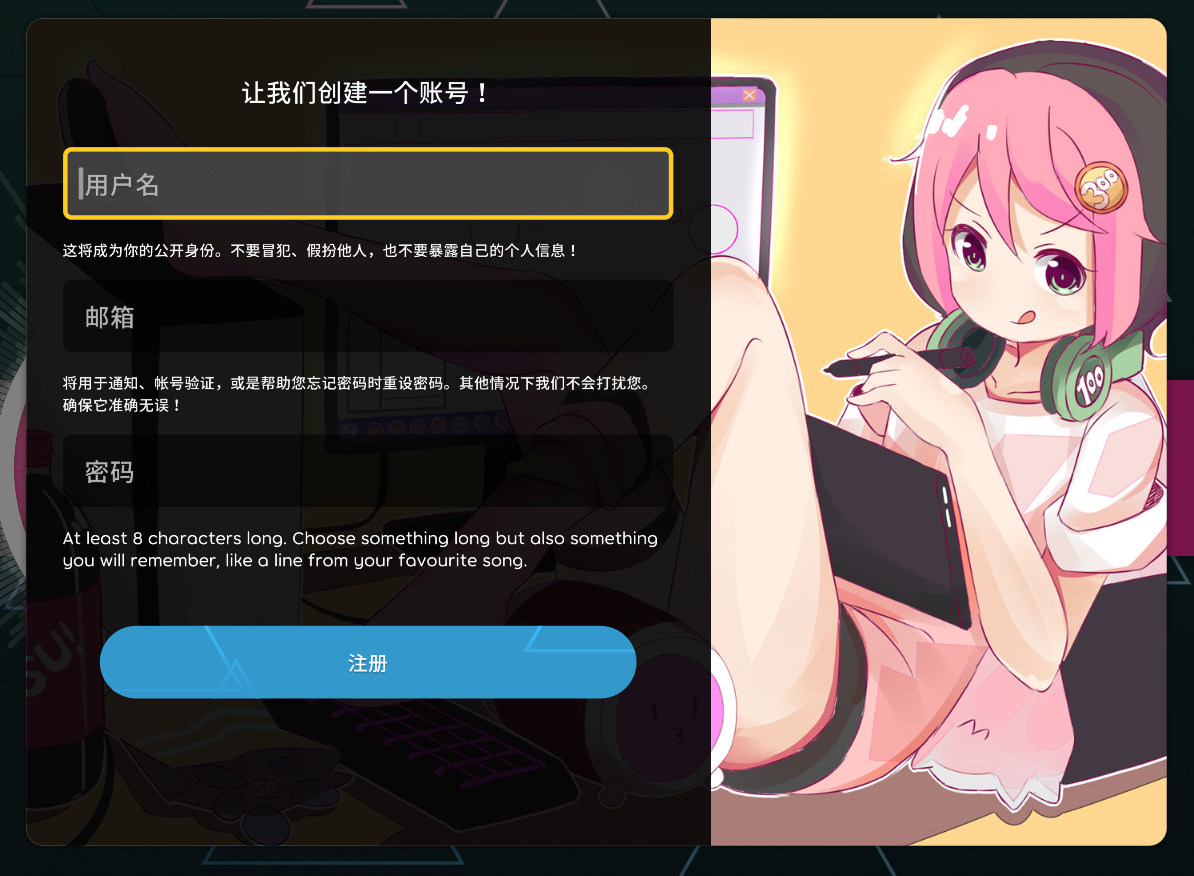 让我们创建一个账号！
用户名
这将成为你的公开身份。不要冒犯、假扮他人，也不要暴露自己的个人信息！
邮箱
将用于通知、帐号验证，或是帮助您忘记密码时重设密码。其他情况下我们不会打扰您。
确保它准确无误！
密码
At least 8 characters long. Choose something long but also something
you will remember, like a line from your favourite song.
注册
300
100
su!